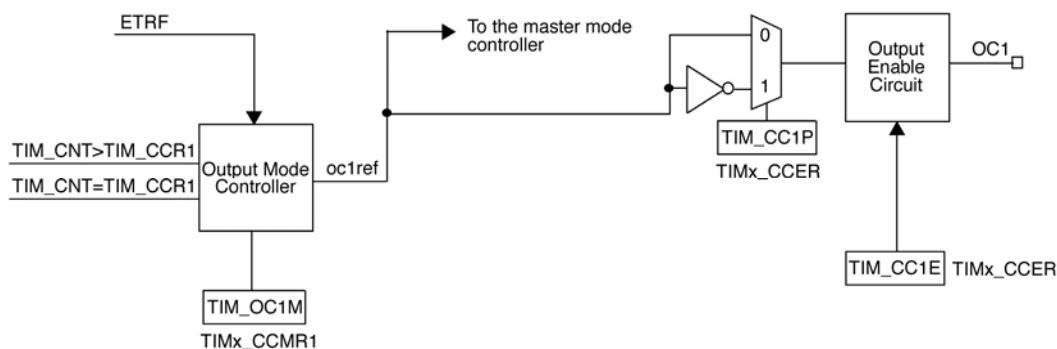 ETRF
To the master mode
controller
0
1
Output
Enable
Circuit
OC1
TIM_CC1P
TIMx_CCER
TIM_CNT>TIM_CCR1
TIM_CNT=TIM_CCR1
Output Mode
Controller
oc1ref
TIM_CC1E
TIMx_CCER
TIM_OC1M
TIMx_CCMR1